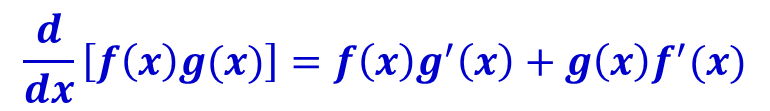 d/dx [f(x)g(x)] = f(x)g′(x) + g(x)f′(x)